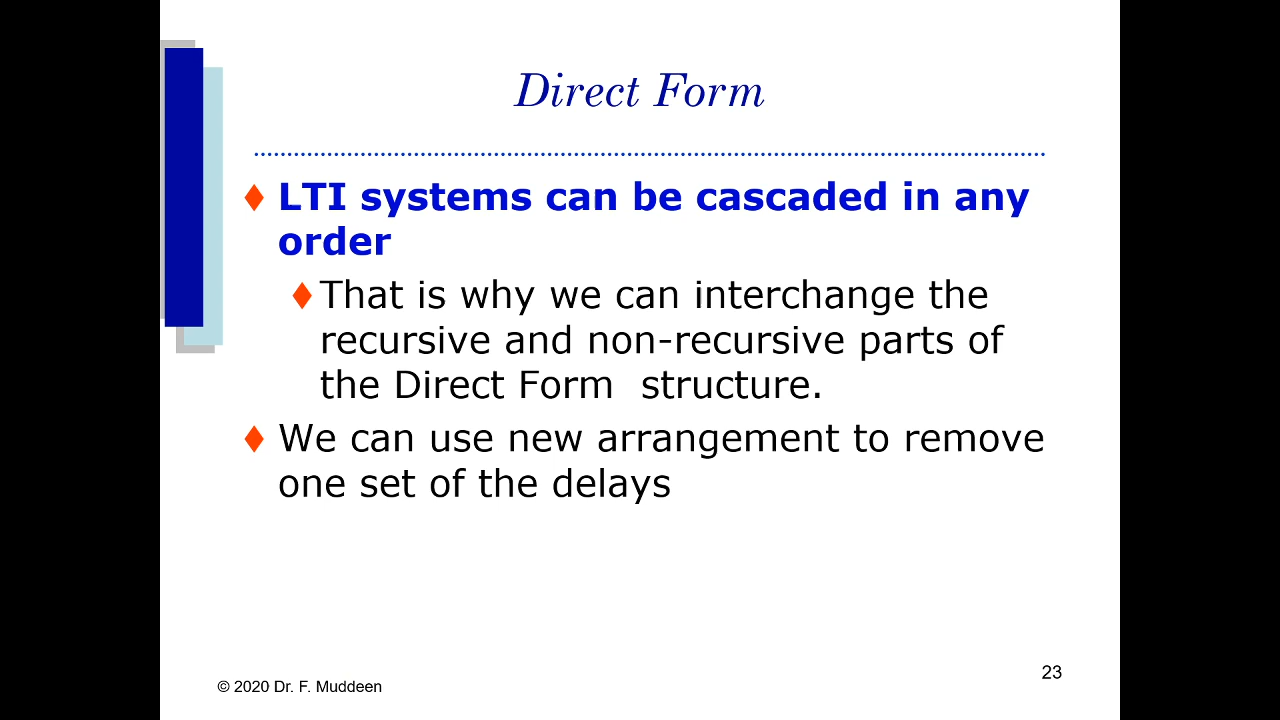 Direct Form
LTI systems can be cascaded in any
order
That is why we can interchange the
recursive and non-recursive parts of
the Direct Form  structure.
We can use new arrangement to remove
one set of the delays
23
© 2020 Dr. F. Muddeen